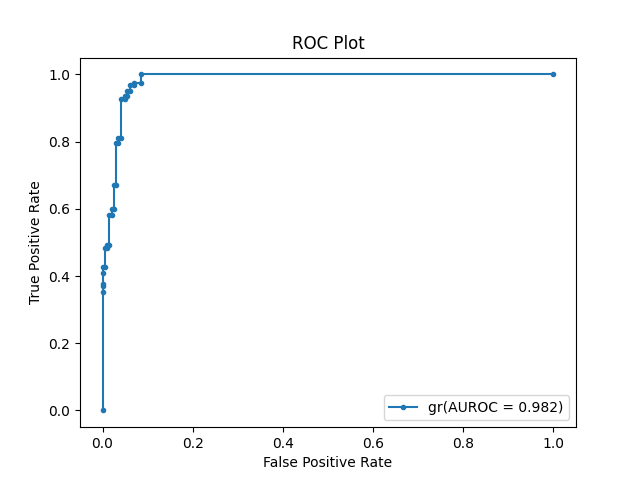 ROC Plot
True Positive Rate
1.0
0.8
0.6
0.4
0.2
0.0
gr(AUROC = 0.982)
0.0 0.2 0.4 0.6 0.8 1.0
False Positive Rate